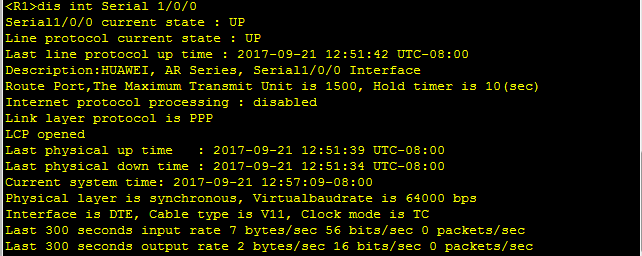 <R1>dis int Serial 1/0/0
Serial1/0/0 current state : UP
Line protocol current state : UP
Last line protocol up time : 2017-09-21 12:51:42 UTC-08:00
Description:HUAWEI, AR Series, Serial1/0/0 Interface
Route Port,The Maximum Transmit Unit is 1500, Hold timer is 10(sec)
Internet protocol processing : disabled
Link layer protocol is PPP
LCP opened
Last physical up time   : 2017-09-21 12:51:39 UTC-08:00
Last physical down time : 2017-09-21 12:51:34 UTC-08:00
Current system time: 2017-09-21 12:57:09-08:00
Physical layer is synchronous, Virtualbaudrate is 64000 bps
Interface is DTE, Cable type is V11, Clock mode is TC
Last 300 seconds input rate 7 bytes/sec 56 bits/sec 0 packets/sec
Last 300 seconds output rate 2 bytes/sec 16 bits/sec 0 packets/sec